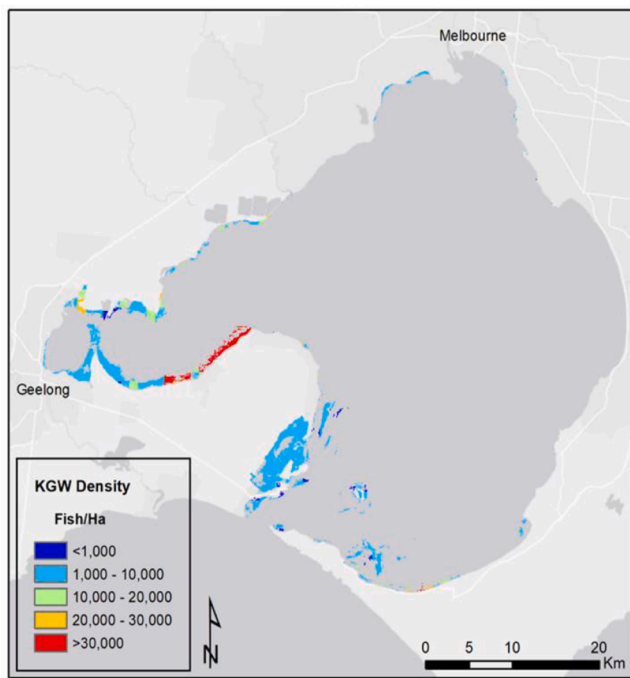 Melbourne
Geelong
KGW Density
Fish/Ha
<1,000
1,000 - 10,000
10,000 - 20,000
20,000 - 30,000
>30,000
N
0 5 10 20
Km